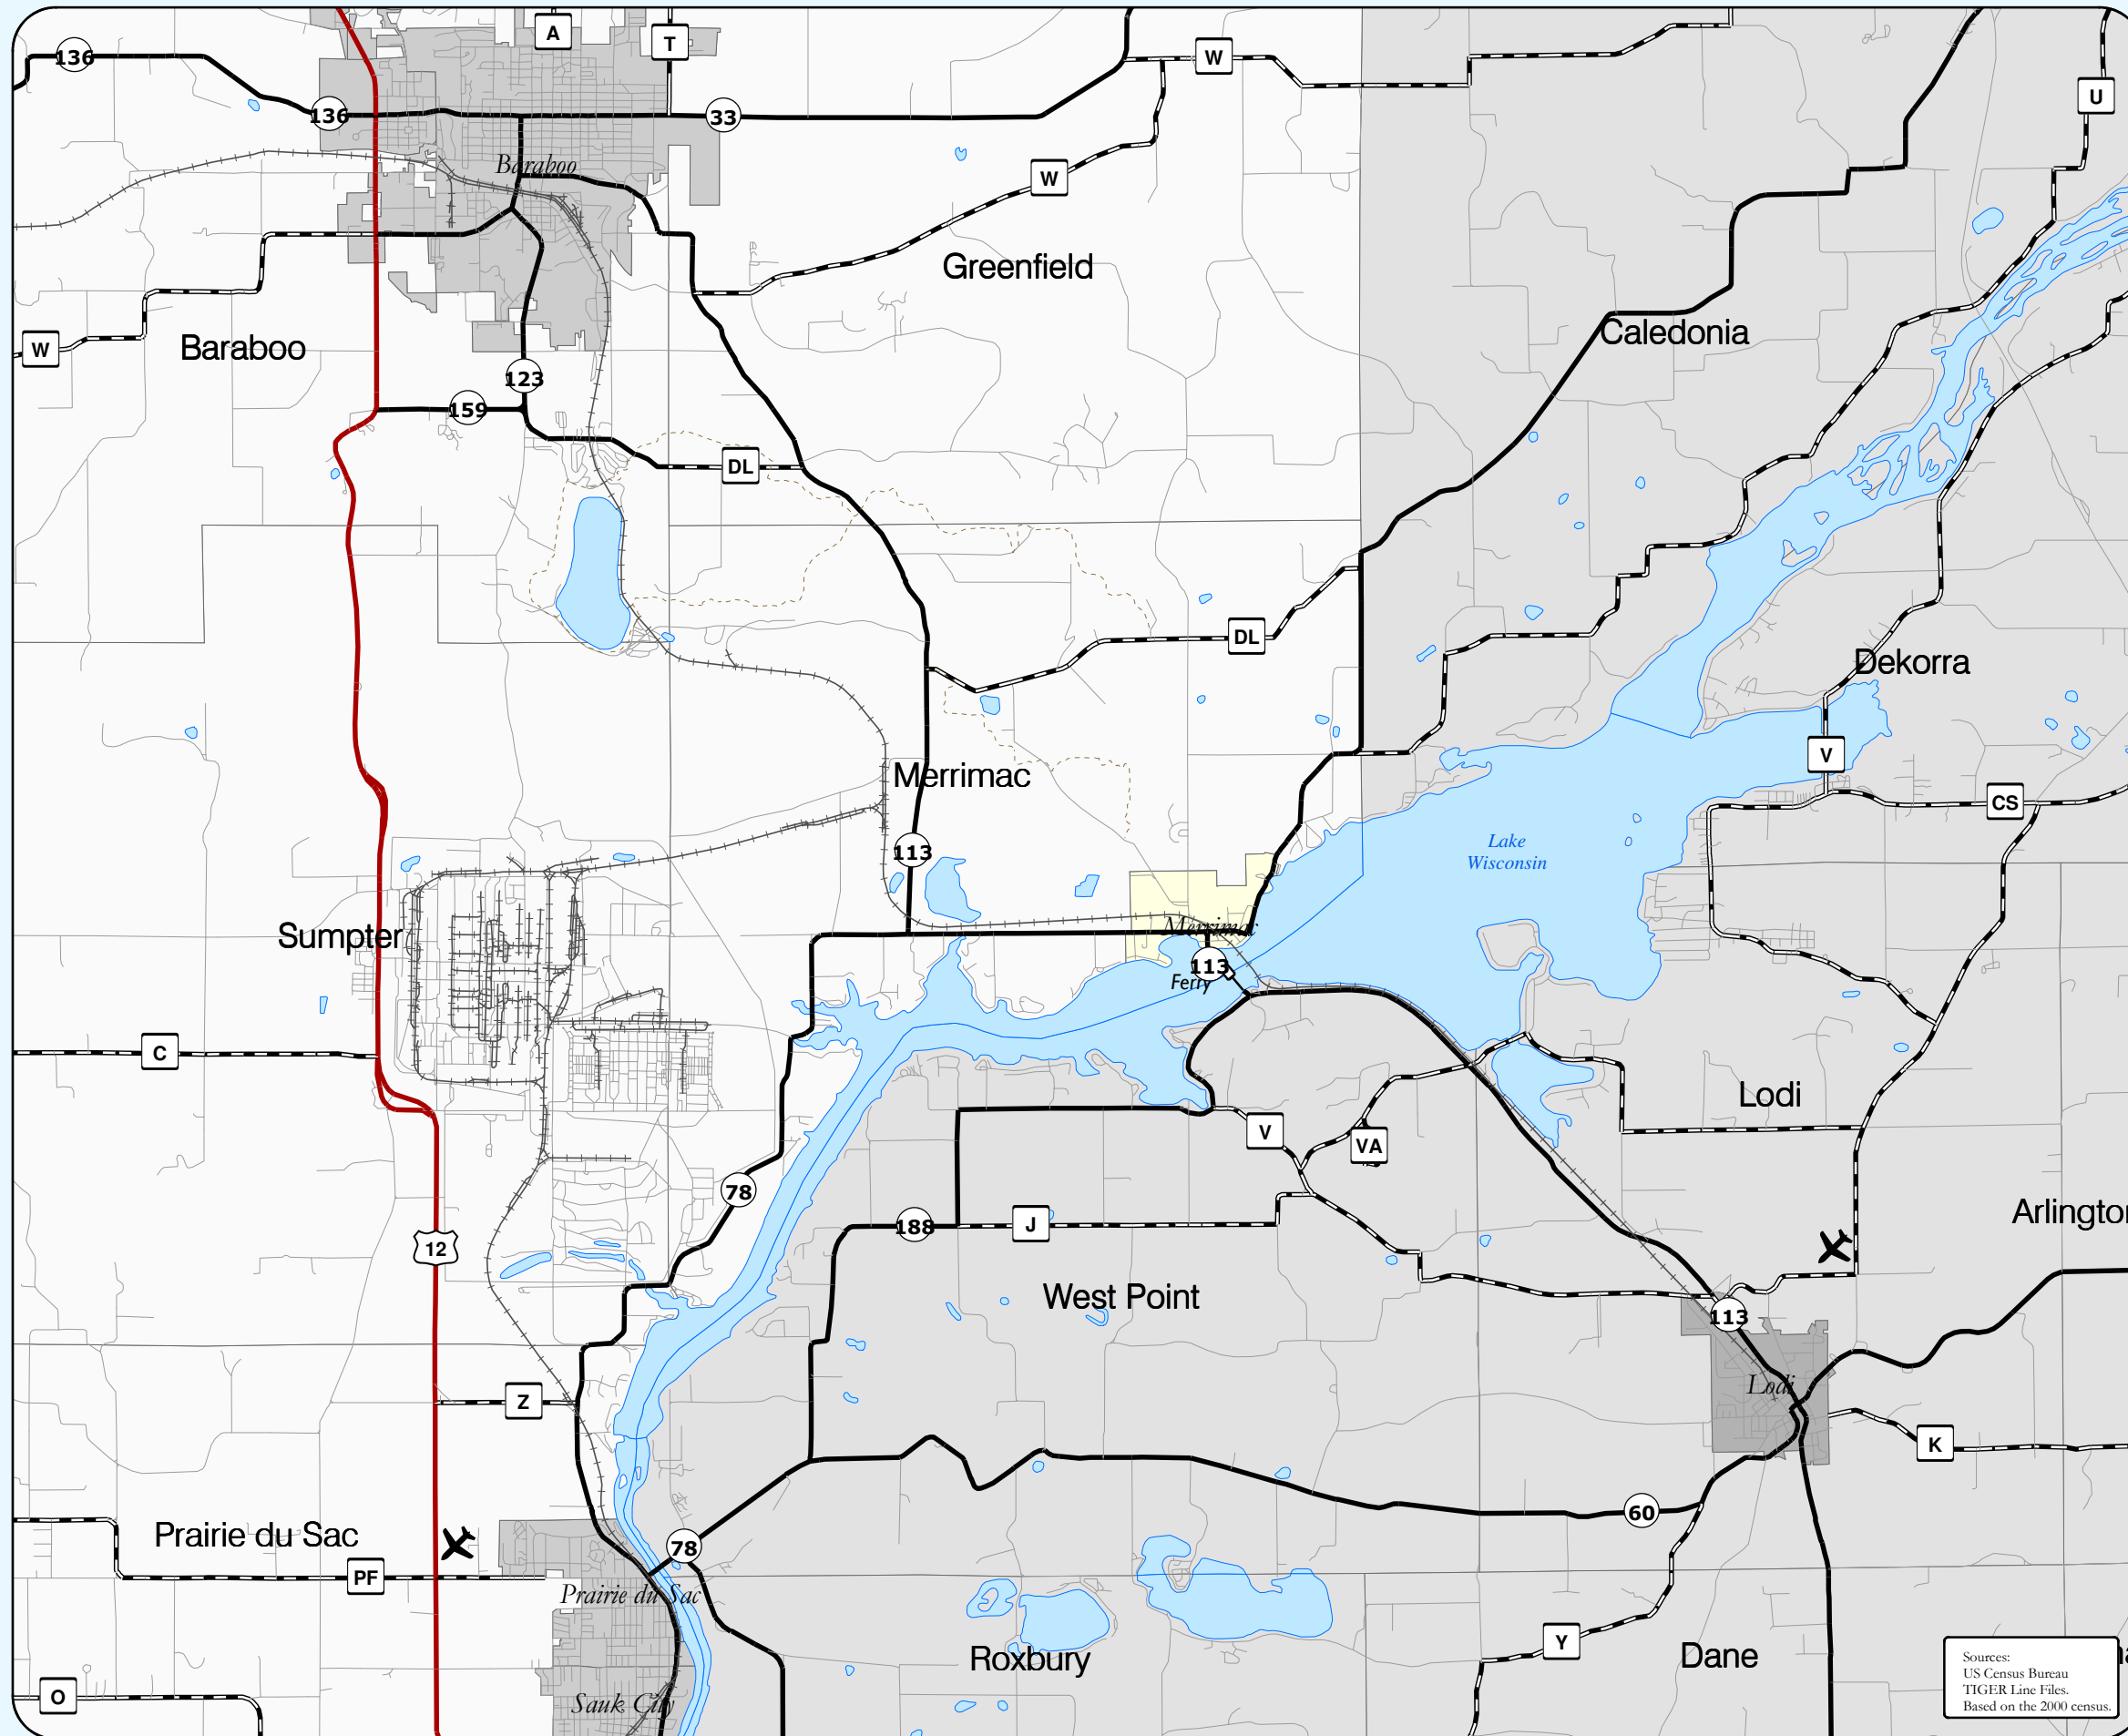 A
T
136
W
U
136
33
Baraboo
W
Greenfield
Caledonia
W
Baraboo
123
159
DL
DL
Dekorra
V
Merrimac
CS
113
Lake
Wisconsin
Merrimac
Sumpter
113
Ferry
C
Lodi
V
VA
78
188
J
Arlington
12
West Point
113
Lodi
Z
K
60
Prairie du Sac
78
PF
Prairie du Sac
Y
Roxbury
Dane
Sources:
US Census Bureau
TIGER Line Files.
Based on the 2000 census.
O
Sauk City